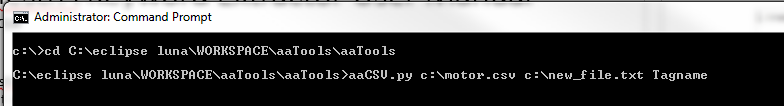 Administrator: Command Prompt
c:\>cd C:\eclipse luna\WORKSPACE\aaTools\aaTools
C:\eclipse luna\WORKSPACE\aaTools\aaTools>aaCSV.py c:\motor.csv c:\new_file.txt Tagname